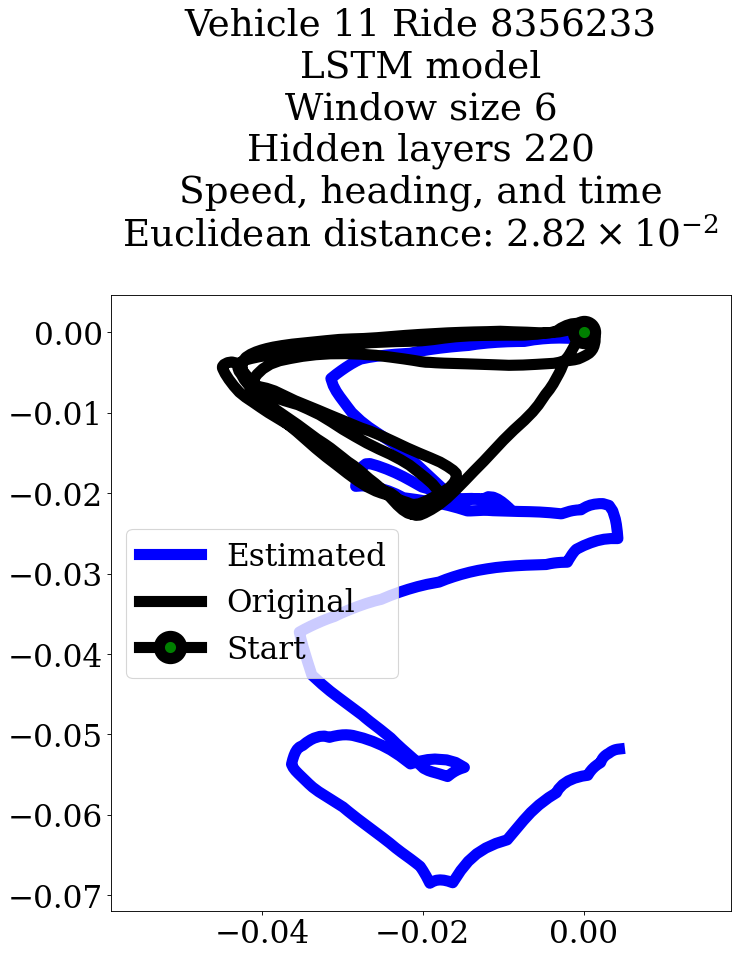 Vehicle 11 Ride 8356233
LSTM model
Window size 6
Hidden layers 220
Speed, heading, and time
Euclidean distance: 2.82 × 10⁻²
0.00
−0.01
−0.02
−0.03
−0.04
−0.05
−0.06
−0.07
Estimated
Original
Start
−0.04
−0.02
0.00